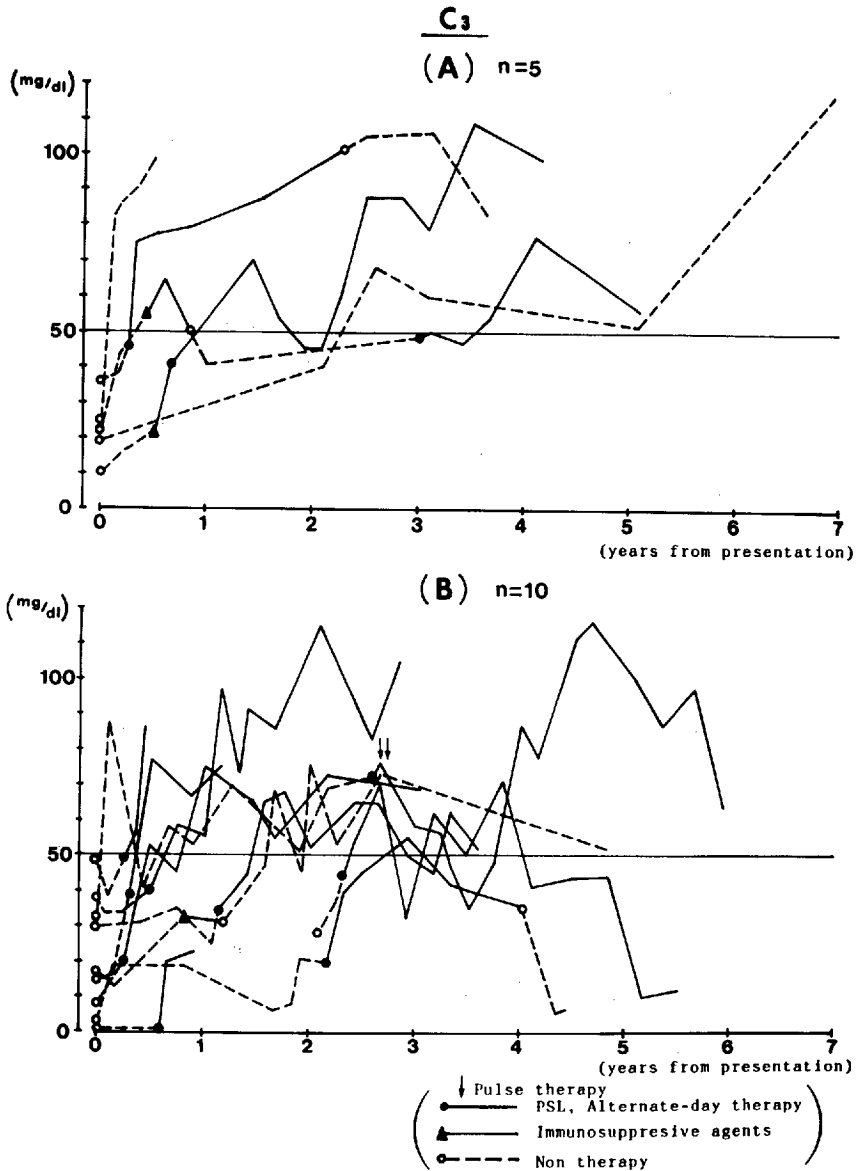 C3
(A) n=5
(mg/dl)
100
50
0
0 1 2 3 4 5 6 7
(years from presentation)
(B) n=10
(mg/dl)
100
50
0
0 1 2 3 4 5 6 7
(years from presentation)
↓ Pulse therapy
PSL, Alternate-day therapy
Immunosuppresive agents
Non therapy